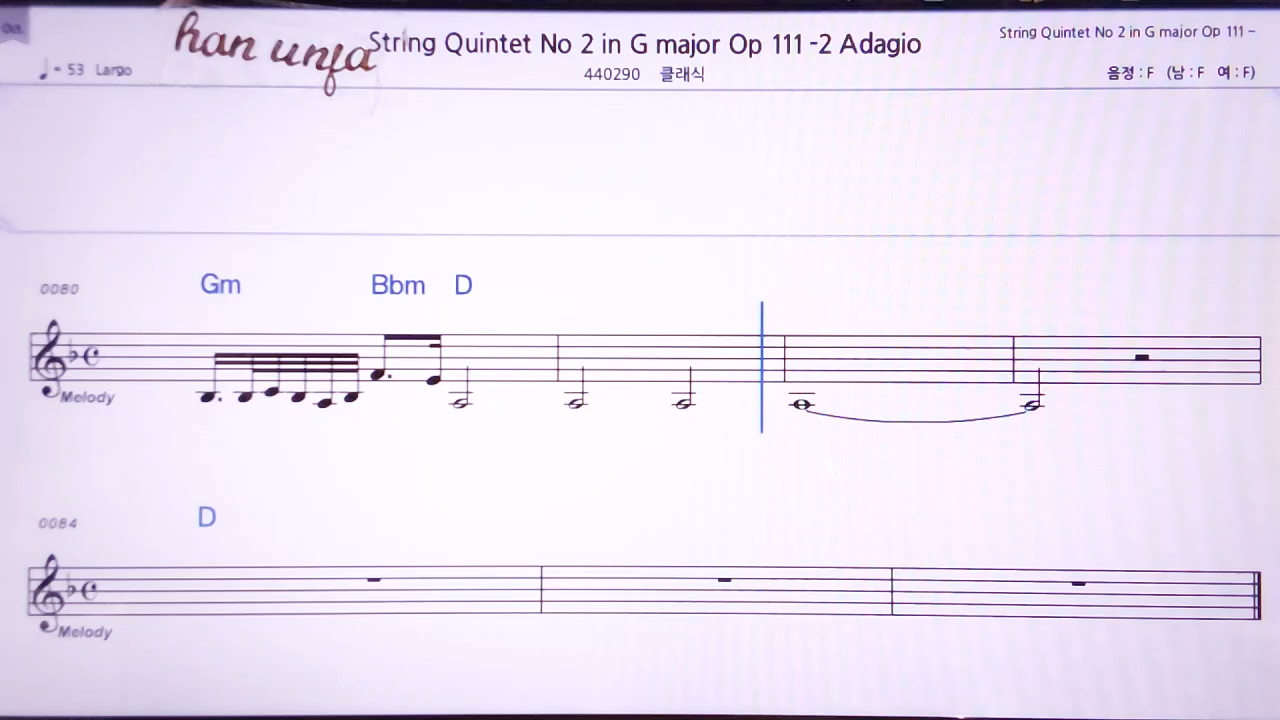 han unja
String Quintet No 2 in G major Op 111 -2 Adagio
String Quintet No 2 in G major Op 111 –
= 53 Largo
440290 클래식
음정 : F (남 : F 여 : F)
0080
Gm Bbm D
Melody
0084
D
Melody